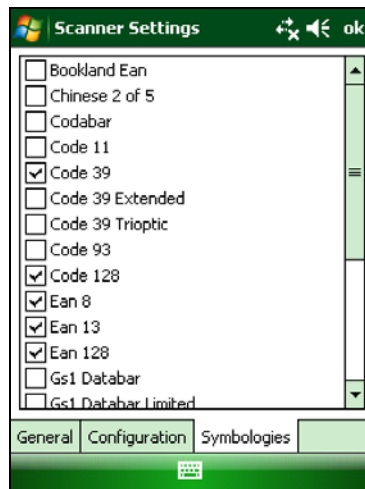 Scanner Settings ok
Bookland Ean
Chinese 2 of 5
Codabar
Code 11
Code 39
Code 39 Extended
Code 39 Trioptic
Code 93
Code 128
Ean 8
Ean 13
Ean 128
Gs1 Databar
Gs1 Databar Limited
General Configuration Symbologies